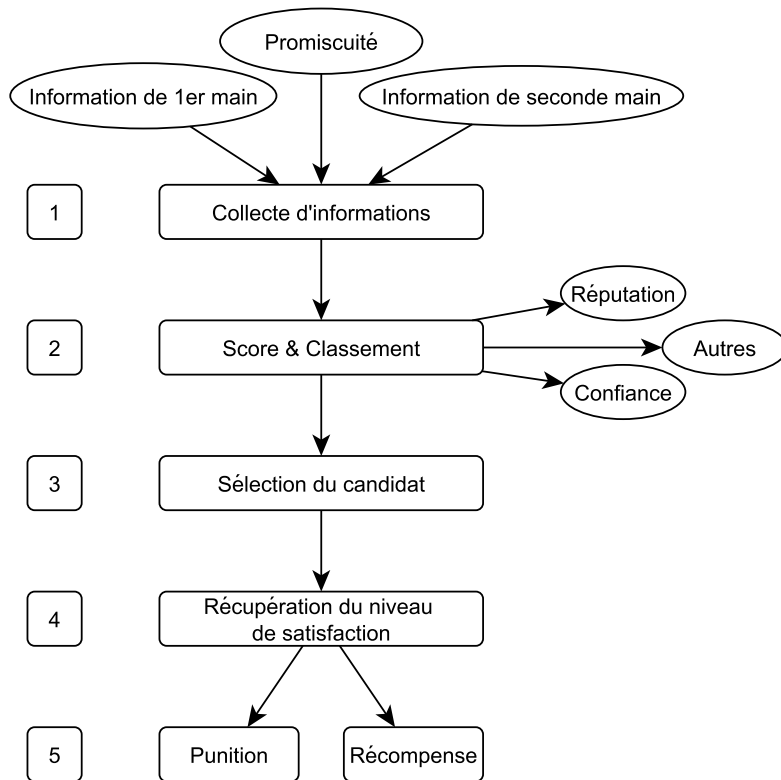 Promiscuité
Information de 1er main
Information de seconde main
1
Collecte d'informations
Réputation
2
Score & Classement
Autres
Confiance
3
Sélection du candidat
4
Récupération du niveau
de satisfaction
5
Punition
Récompense